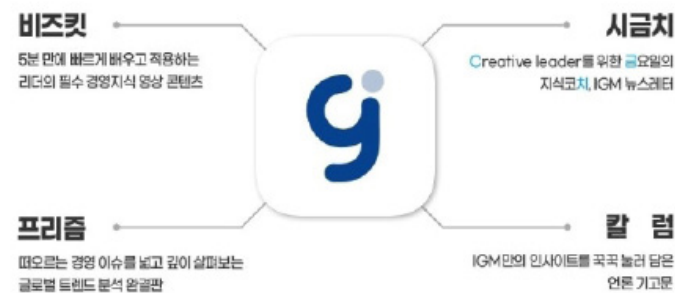 비즈킷
5분 만에 빠르게 배우고 적용하는
리더의 필수 경영지식 영상 콘텐츠
시금치
Creative leader를 위한 금요일의
지식코치, IGM 뉴스레터
프리즘
떠오르는 경영 이슈를 넓고 깊이 살펴보는
글로벌 트렌드 분석 완결판
칼 럼
IGM만의 인사이트를 꾹꾹 눌러 담은
언론 기고문